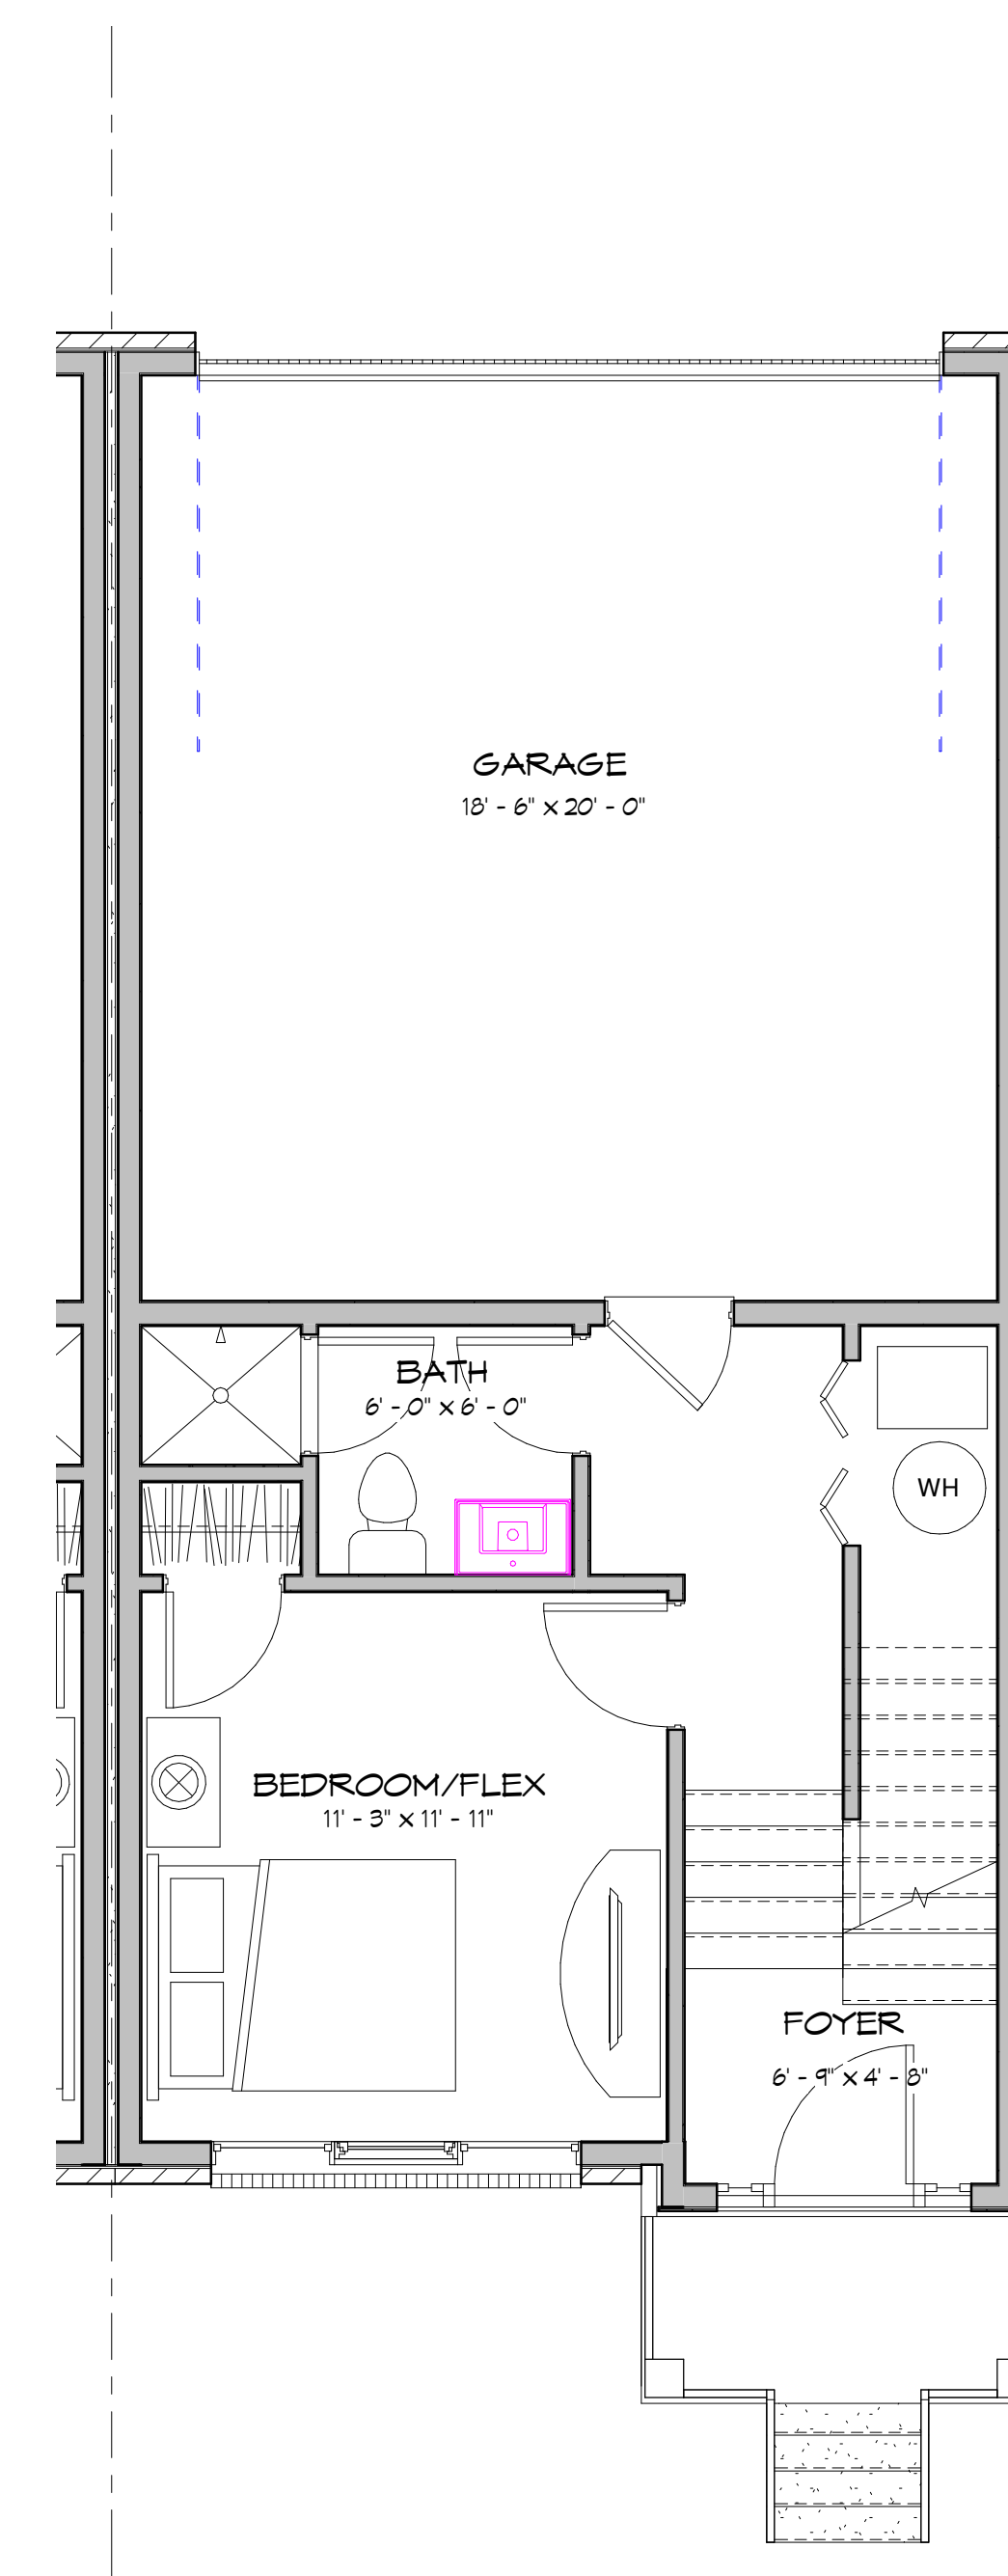 GARAGE
18' - 6" x 20' - 0"
BATH
6' - 0" x 6' - 0"
WH
BEDROOM/FLEX
11' - 3" x 11' - 11"
FOYER
6' - 9" x 4' - 8"